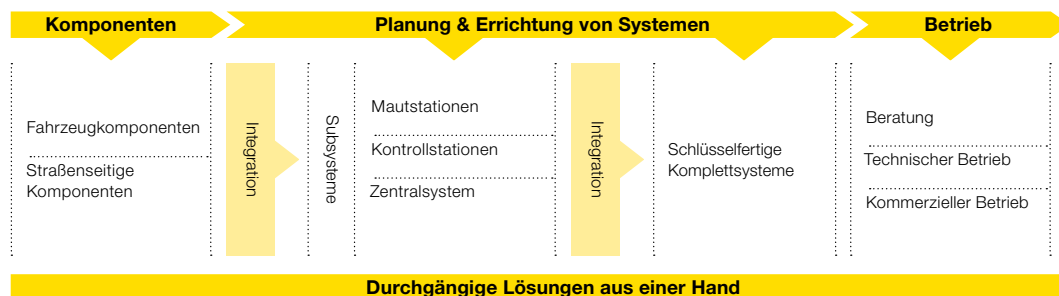 Komponenten
Planung & Errichtung von Systemen
Betrieb
Fahrzeugkomponenten
Straßenseitige
Komponenten
Integration
Subsysteme
Mautstationen
Kontrollstationen
Zentralsystem
Integration
Schlüsselfertige
Komplettsysteme
Beratung
Technischer Betrieb
Kommerzieller Betrieb
Durchgängige Lösungen aus einer Hand